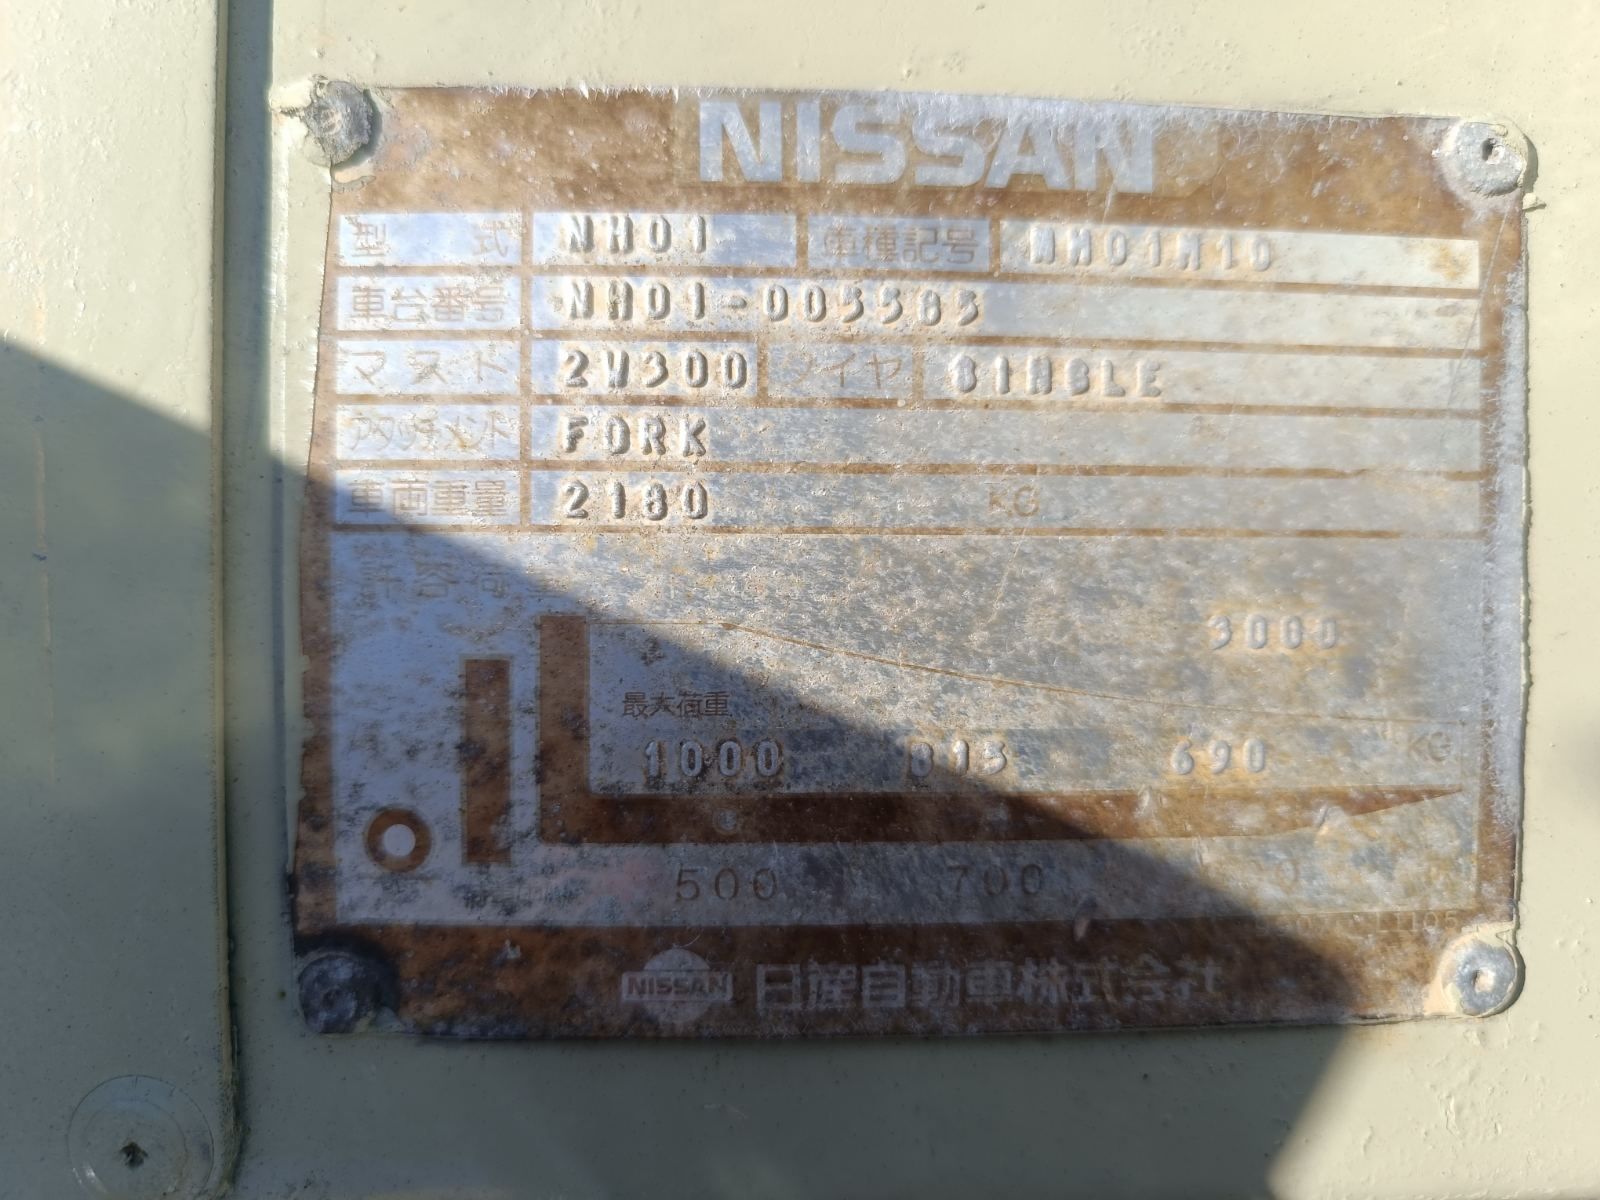 NISSAN
型式 NH01 車種記号 NH01M10
車台番号 NH01-005585
マスト 2W300 タイヤ SINGLE
アタッチメント FORK
車両重量 2180 KG
許容荷
3000
最大荷重
1000 815 690 KG
500 700
NISSAN 日産自動車株式会社